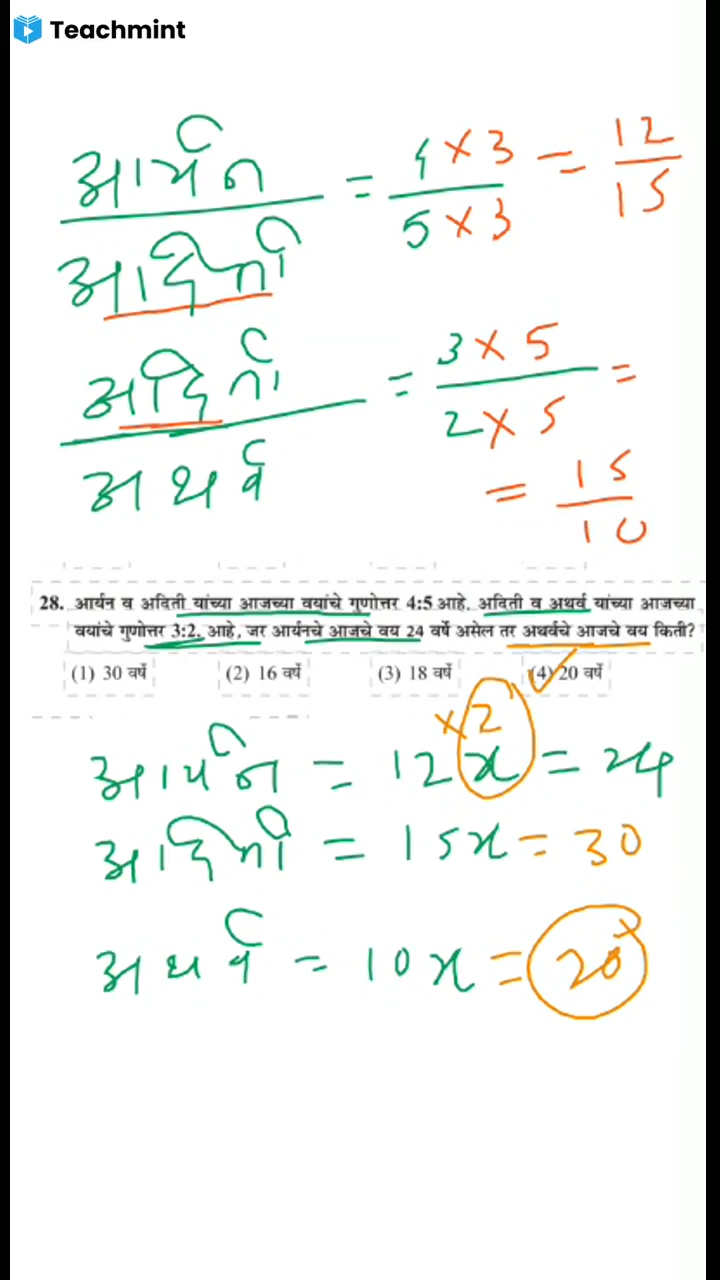 Teachmint
आर्यन = 4 × 3 = 12
आदिती 5 × 3 15
अदिती = 3 × 5 =
अथर्व 2 × 5
= 15
10
28. आर्यन व अदिती यांच्या आजच्या वयांचे गुणोत्तर 4:5 आहे. अदिती व अथर्व यांच्या आजच्या
वयांचे गुणोत्तर 3:2. आहे, जर आर्यनचे आजचे वय 24 वर्षे असेल तर अथर्वचे आजचे वय किती?
(1) 30 वर्षे (2) 16 वर्षे (3) 18 वर्षे (4) 20 वर्षे
×2
आर्यन = 12x = 24
आदिती = 15x = 30
अथर्व = 10x = 20